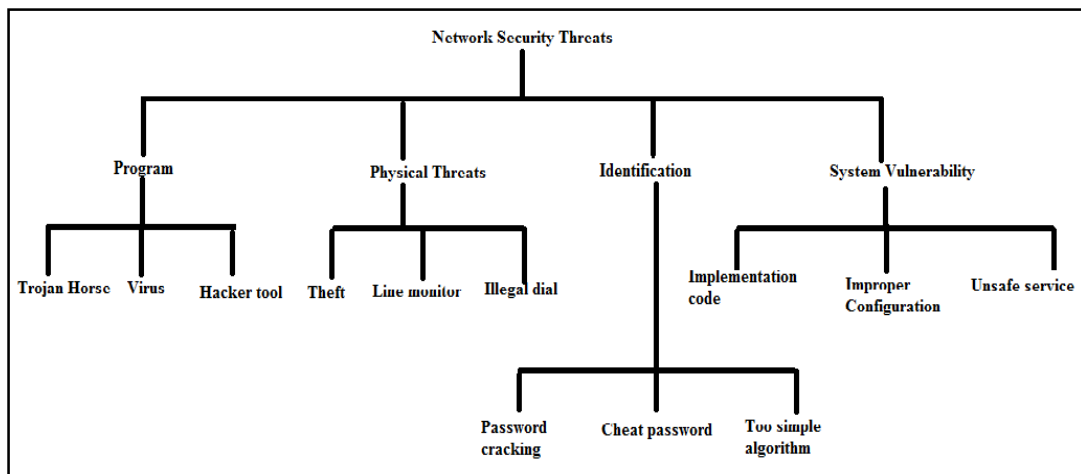 Network Security Threats
Program
Physical Threats
Identification
System Vulnerability
Trojan Horse
Virus
Hacker tool
Theft
Line monitor
Illegal dial
Implementation
code
Improper
Configuration
Unsafe service
Password
cracking
Cheat password
Too simple
algorithm